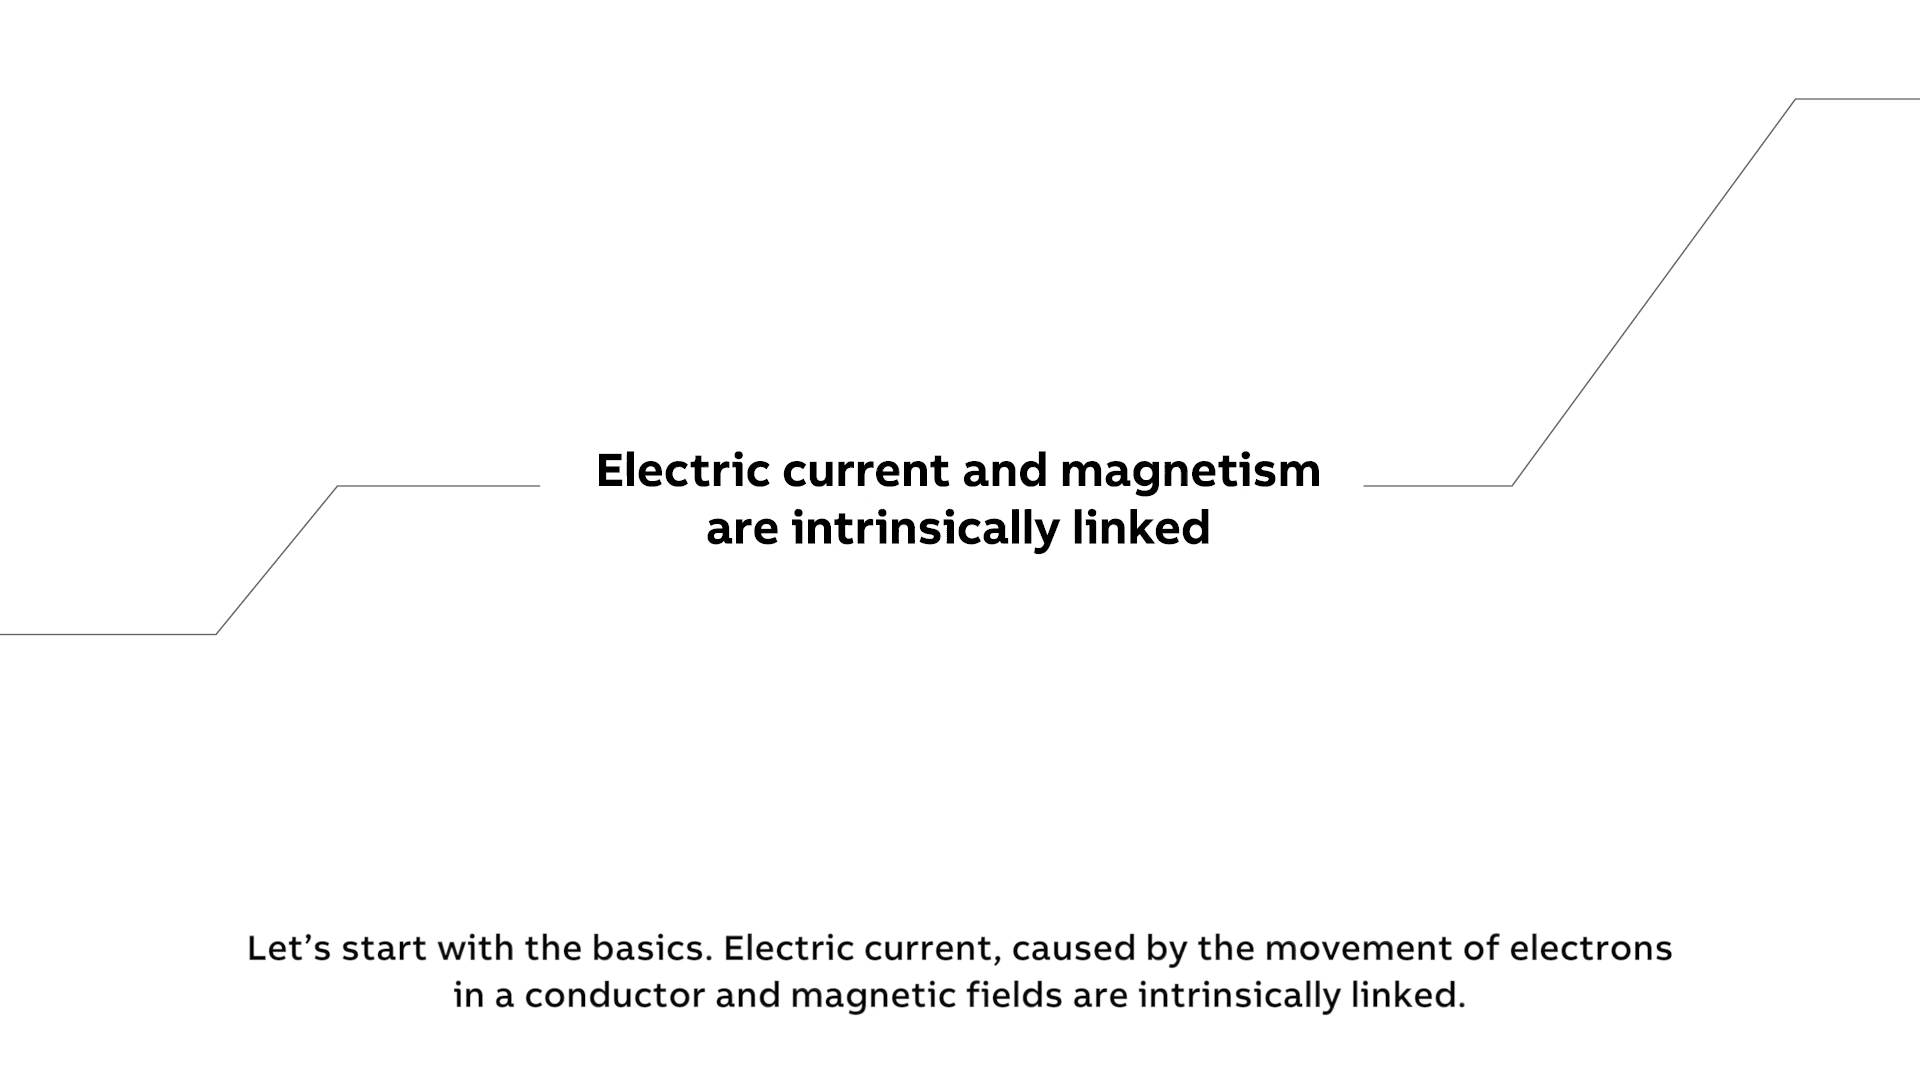 Electric current and magnetism
are intrinsically linked
Let’s start with the basics. Electric current, caused by the movement of electrons
in a conductor and magnetic fields are intrinsically linked.